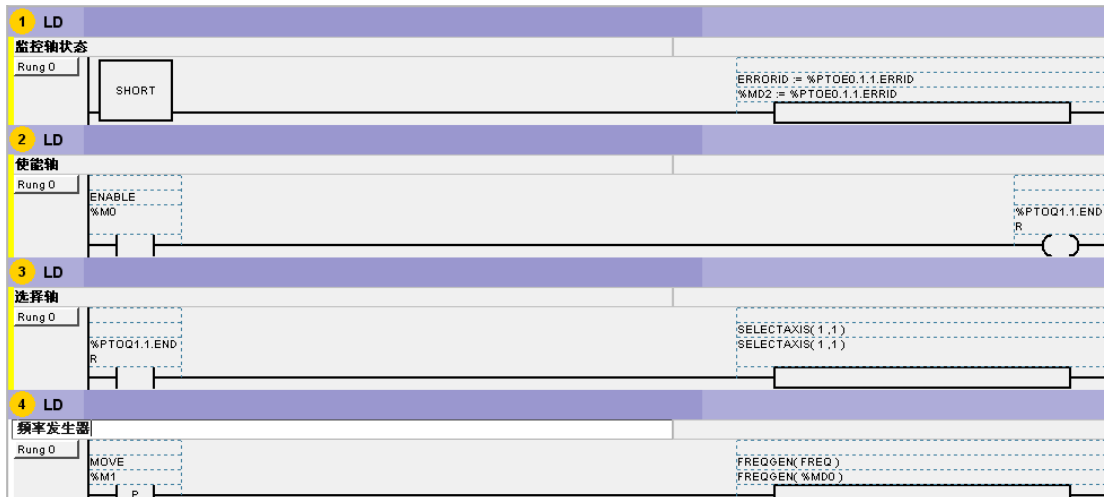 1 LD
监控轴状态
Rung 0
SHORT
ERRORID := %PTOE0.1.1.ERRID
%MD2 := %PTOE0.1.1.ERRID
2 LD
使能轴
Rung 0
ENABLE
%M0
%PTOQ1.1.END
R
3 LD
选择轴
Rung 0
%PTOQ1.1.END
R
SELECTAXIS( 1 ,1 )
SELECTAXIS( 1 ,1 )
4 LD
频率发生器
Rung 0
MOVE
%M1
P
FREQGEN( FREQ )
FREQGEN( %MD0 )